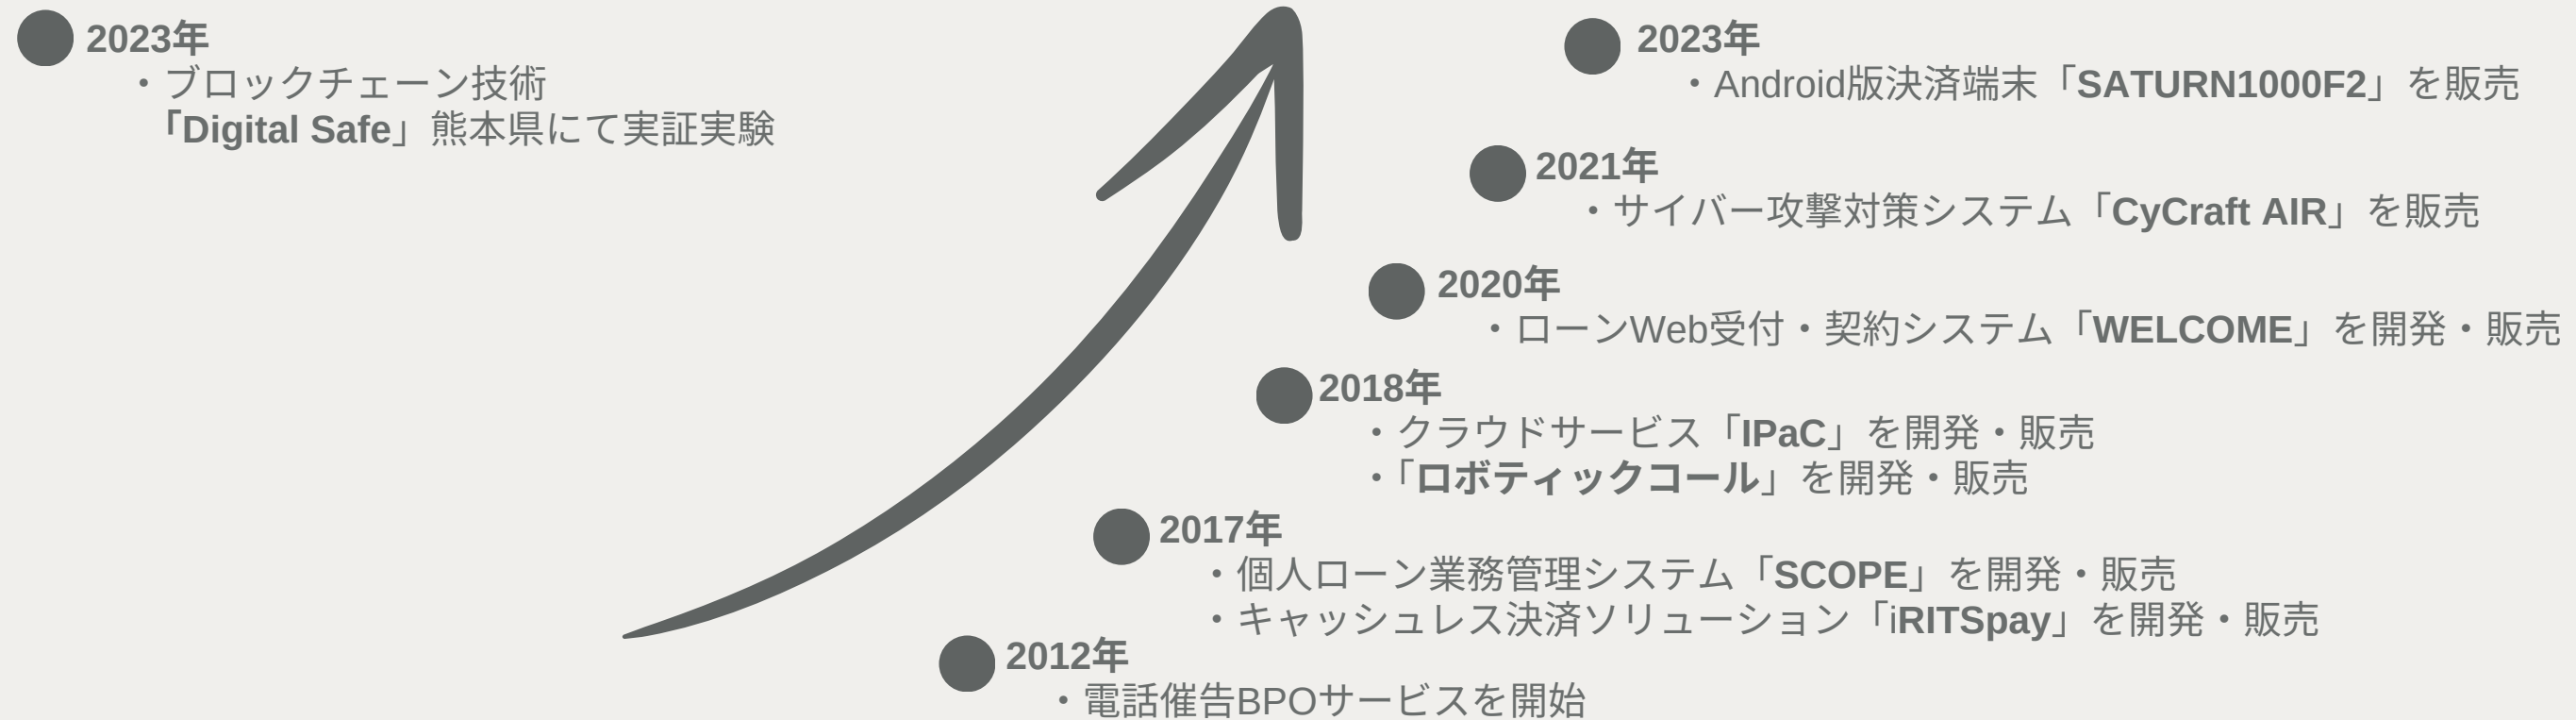 2023年
・ブロックチェーン技術
「Digital Safe」熊本県にて実証実験
2023年
・Android版決済端末「SATURN1000F2」を販売
2021年
・サイバー攻撃対策システム「CyCraft AIR」を販売
2020年
・ローンWeb受付・契約システム「WELCOME」を開発・販売
2018年
・クラウドサービス「IPaC」を開発・販売
・「ロボティックコール」を開発・販売
2017年
・個人ローン業務管理システム「SCOPE」を開発・販売
・キャッシュレス決済ソリューション「iRITSpay」を開発・販売
2012年
・電話催告BPOサービスを開始